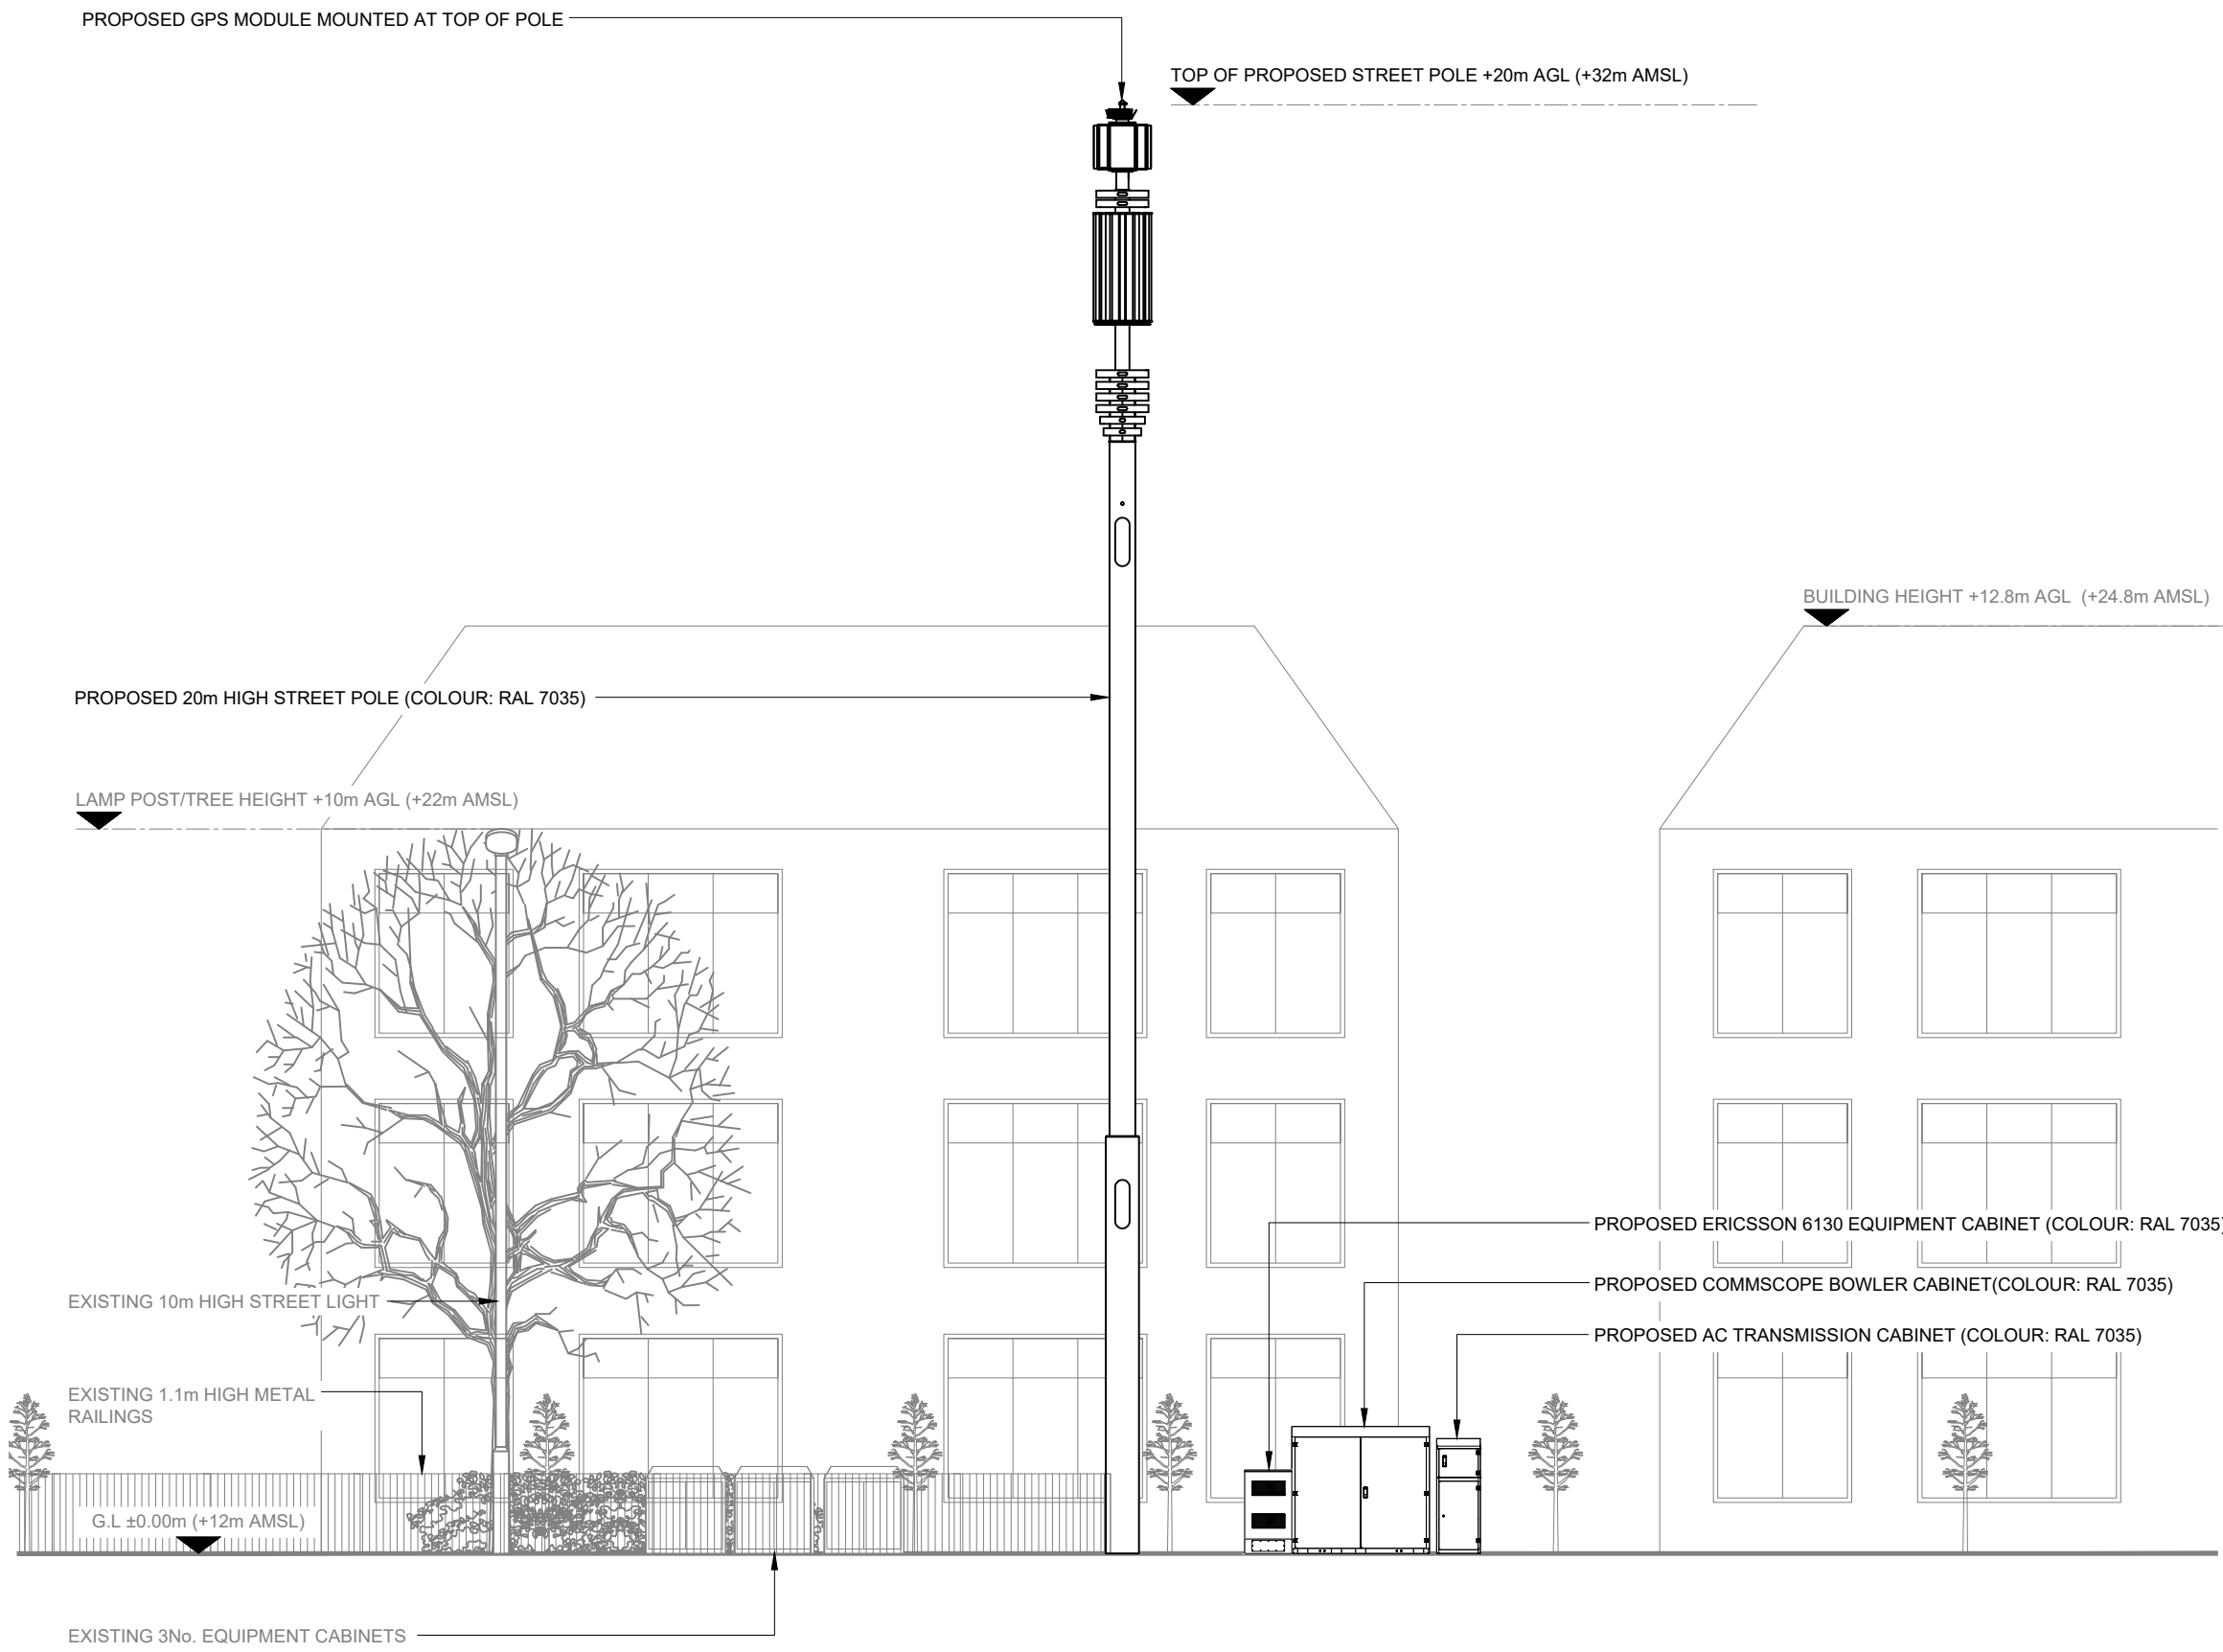 PROPOSED GPS MODULE MOUNTED AT TOP OF POLE
TOP OF PROPOSED STREET POLE +20m AGL (+32m AMSL)
BUILDING HEIGHT +12.8m AGL (+24.8m AMSL)
PROPOSED 20m HIGH STREET POLE (COLOUR: RAL 7035)
LAMP POST/TREE HEIGHT +10m AGL (+22m AMSL)
PROPOSED ERICSSON 6130 EQUIPMENT CABINET (COLOUR: RAL 7035)
PROPOSED COMMSCOPE BOWLER CABINET(COLOUR: RAL 7035)
EXISTING 10m HIGH STREET LIGHT
PROPOSED AC TRANSMISSION CABINET (COLOUR: RAL 7035)
EXISTING 1.1m HIGH METAL
RAILINGS
G.L ±0.00m (+12m AMSL)
EXISTING 3No. EQUIPMENT CABINETS